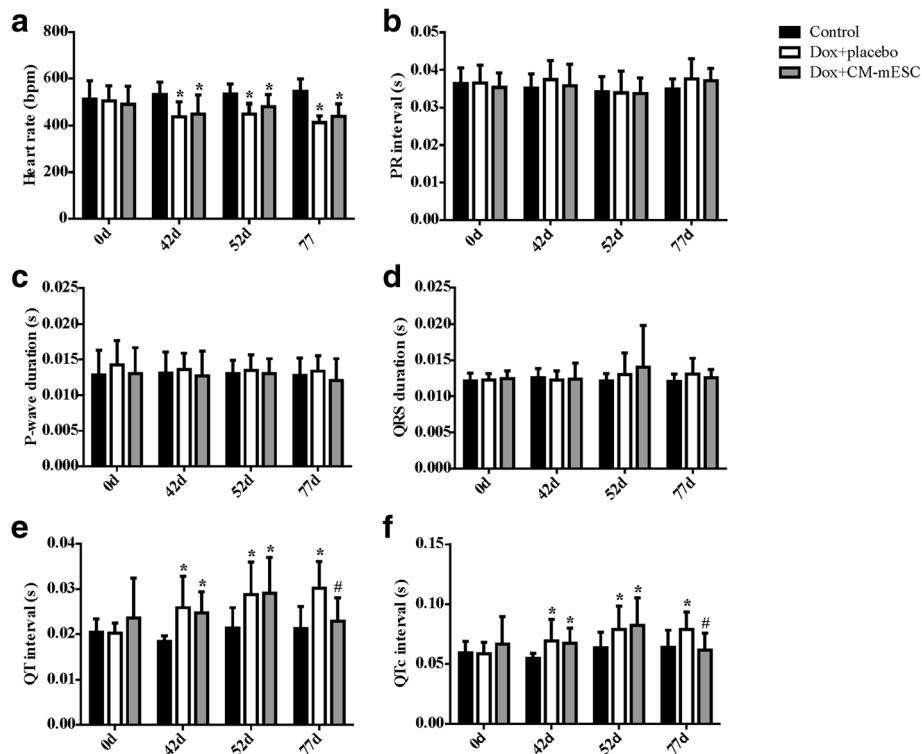 a
Heart rate (bpm)
800
600
400
200
0
* * * * * *
0d 42d 52d 77
b
PR interval (s)
0.05
0.04
0.03
0.02
0.01
0.00
0d 42d 52d 77d
Control
Dox+placebo
Dox+CM-mESC
c
P-wave duration (s)
0.025
0.020
0.015
0.010
0.005
0.000
0d 42d 52d 77d
d
QRS duration (s)
0.025
0.020
0.015
0.010
0.005
0.000
0d 42d 52d 77d
e
QT interval (s)
0.04
0.03
0.02
0.01
0.00
* * * * * #
0d 42d 52d 77d
f
QTc interval (s)
0.15
0.10
0.05
0.00
* * * * * #
0d 42d 52d 77d